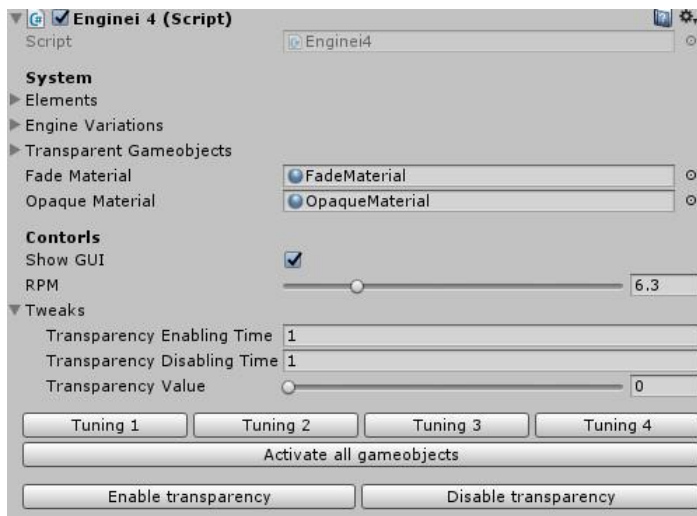 Enginei 4 (Script)
Script Enginei4
System
Elements
Engine Variations
Transparent Gameobjects
Fade Material FadeMaterial
Opaque Material OpaqueMaterial
Contorls
Show GUI
RPM 6.3
Tweaks
Transparency Enabling Time 1
Transparency Disabling Time 1
Transparency Value 0
Tuning 1 Tuning 2 Tuning 3 Tuning 4
Activate all gameobjects
Enable transparency Disable transparency